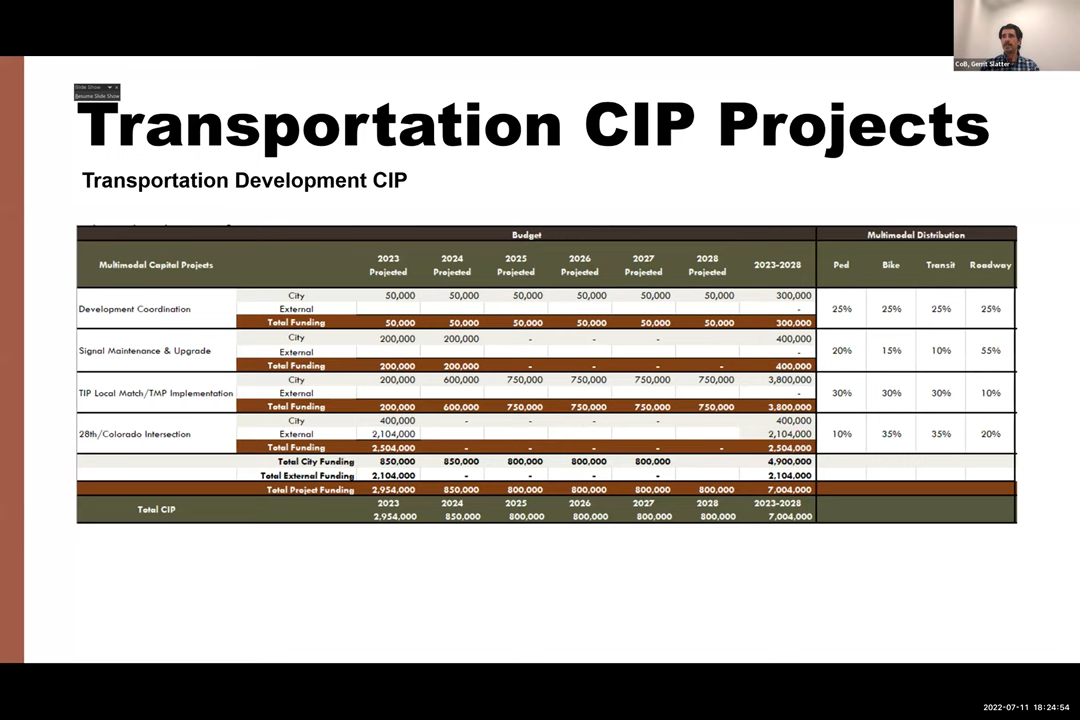 CoB, Gerrit Slatter
Slide Show
Resume Slide Show
Transportation CIP Projects
Transportation Development CIP
Budget Multimodal Distribution
Multimodal Capital Projects 2023 Projected 2024 Projected 2025 Projected 2026 Projected 2027 Projected 2028 Projected 2023-2028 Ped Bike Transit Roadway
Development Coordination 25% 25% 25% 25%
City 50,000 50,000 50,000 50,000 50,000 50,000 300,000
External -
Total Funding 50,000 50,000 50,000 50,000 50,000 50,000 300,000
Signal Maintenance & Upgrade 20% 15% 10% 55%
City 200,000 200,000 - - - 400,000
External -
Total Funding 200,000 200,000 - - - - 400,000
TIP Local Match/TMP Implementation 30% 30% 30% 10%
City 200,000 600,000 750,000 750,000 750,000 750,000 3,800,000
External -
Total Funding 200,000 600,000 750,000 750,000 750,000 750,000 3,800,000
28th/Colorado Intersection 10% 35% 35% 20%
City 400,000 - - - - 400,000
External 2,104,000 2,104,000
Total Funding 2,504,000 - - - - - 2,504,000
Total City Funding 850,000 850,000 800,000 800,000 800,000 4,900,000
Total External Funding 2,104,000 - - - - 2,104,000
Total Project Funding 2,954,000 850,000 800,000 800,000 800,000 800,000 7,004,000
Total CIP
2023 2024 2025 2026 2027 2028 2023-2028
2,954,000 850,000 800,000 800,000 800,000 800,000 7,004,000
2022-07-11 18:24:54